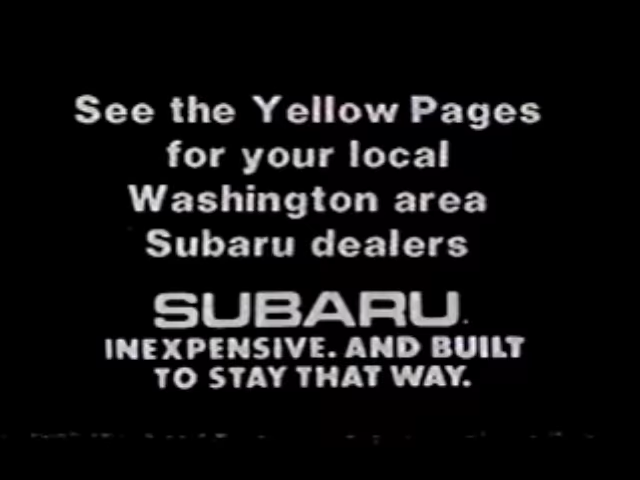 See the Yellow Pages
for your local
Washington area
Subaru dealers
SUBARU.
INEXPENSIVE. AND BUILT
TO STAY THAT WAY.